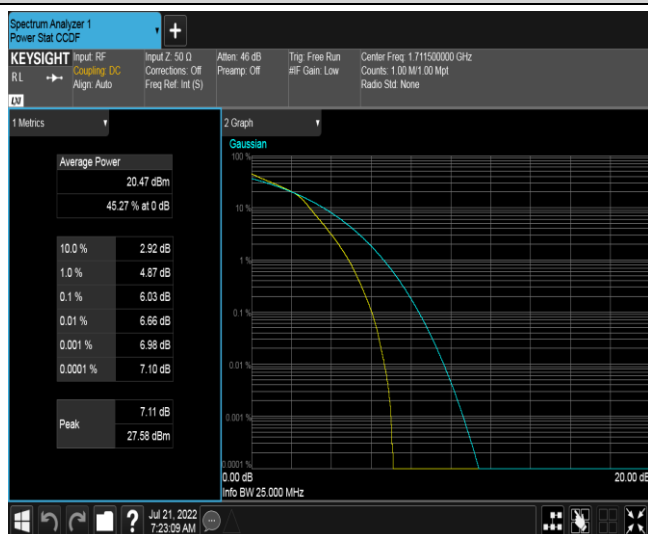 Spectrum Analyzer 1
Power Stat CCDF
KEYSIGHT
RL
LXI
Input: RF
Coupling: DC
Align: Auto
Input Z: 50 Ω
Corrections: Off
Freq Ref: Int (S)
Atten: 46 dB
Preamp: Off
Trig: Free Run
#IF Gain: Low
Center Freq: 1.711500000 GHz
Counts: 1.00 M/1.00 Mpt
Radio Std: None
1 Metrics
Average Power
20.47 dBm
45.27 % at 0 dB
10.0 % 2.92 dB
1.0 % 4.87 dB
0.1 % 6.03 dB
0.01 % 6.66 dB
0.001 % 6.98 dB
0.0001 % 7.10 dB
Peak
7.11 dB
27.58 dBm
2 Graph
Gaussian
100 %
10 %
1 %
0.1 %
0.01 %
0.001 %
0.0001 %
0.00 dB
20.00 dB
Info BW 25.000 MHz
Jul 21, 2022
7:23:09 AM